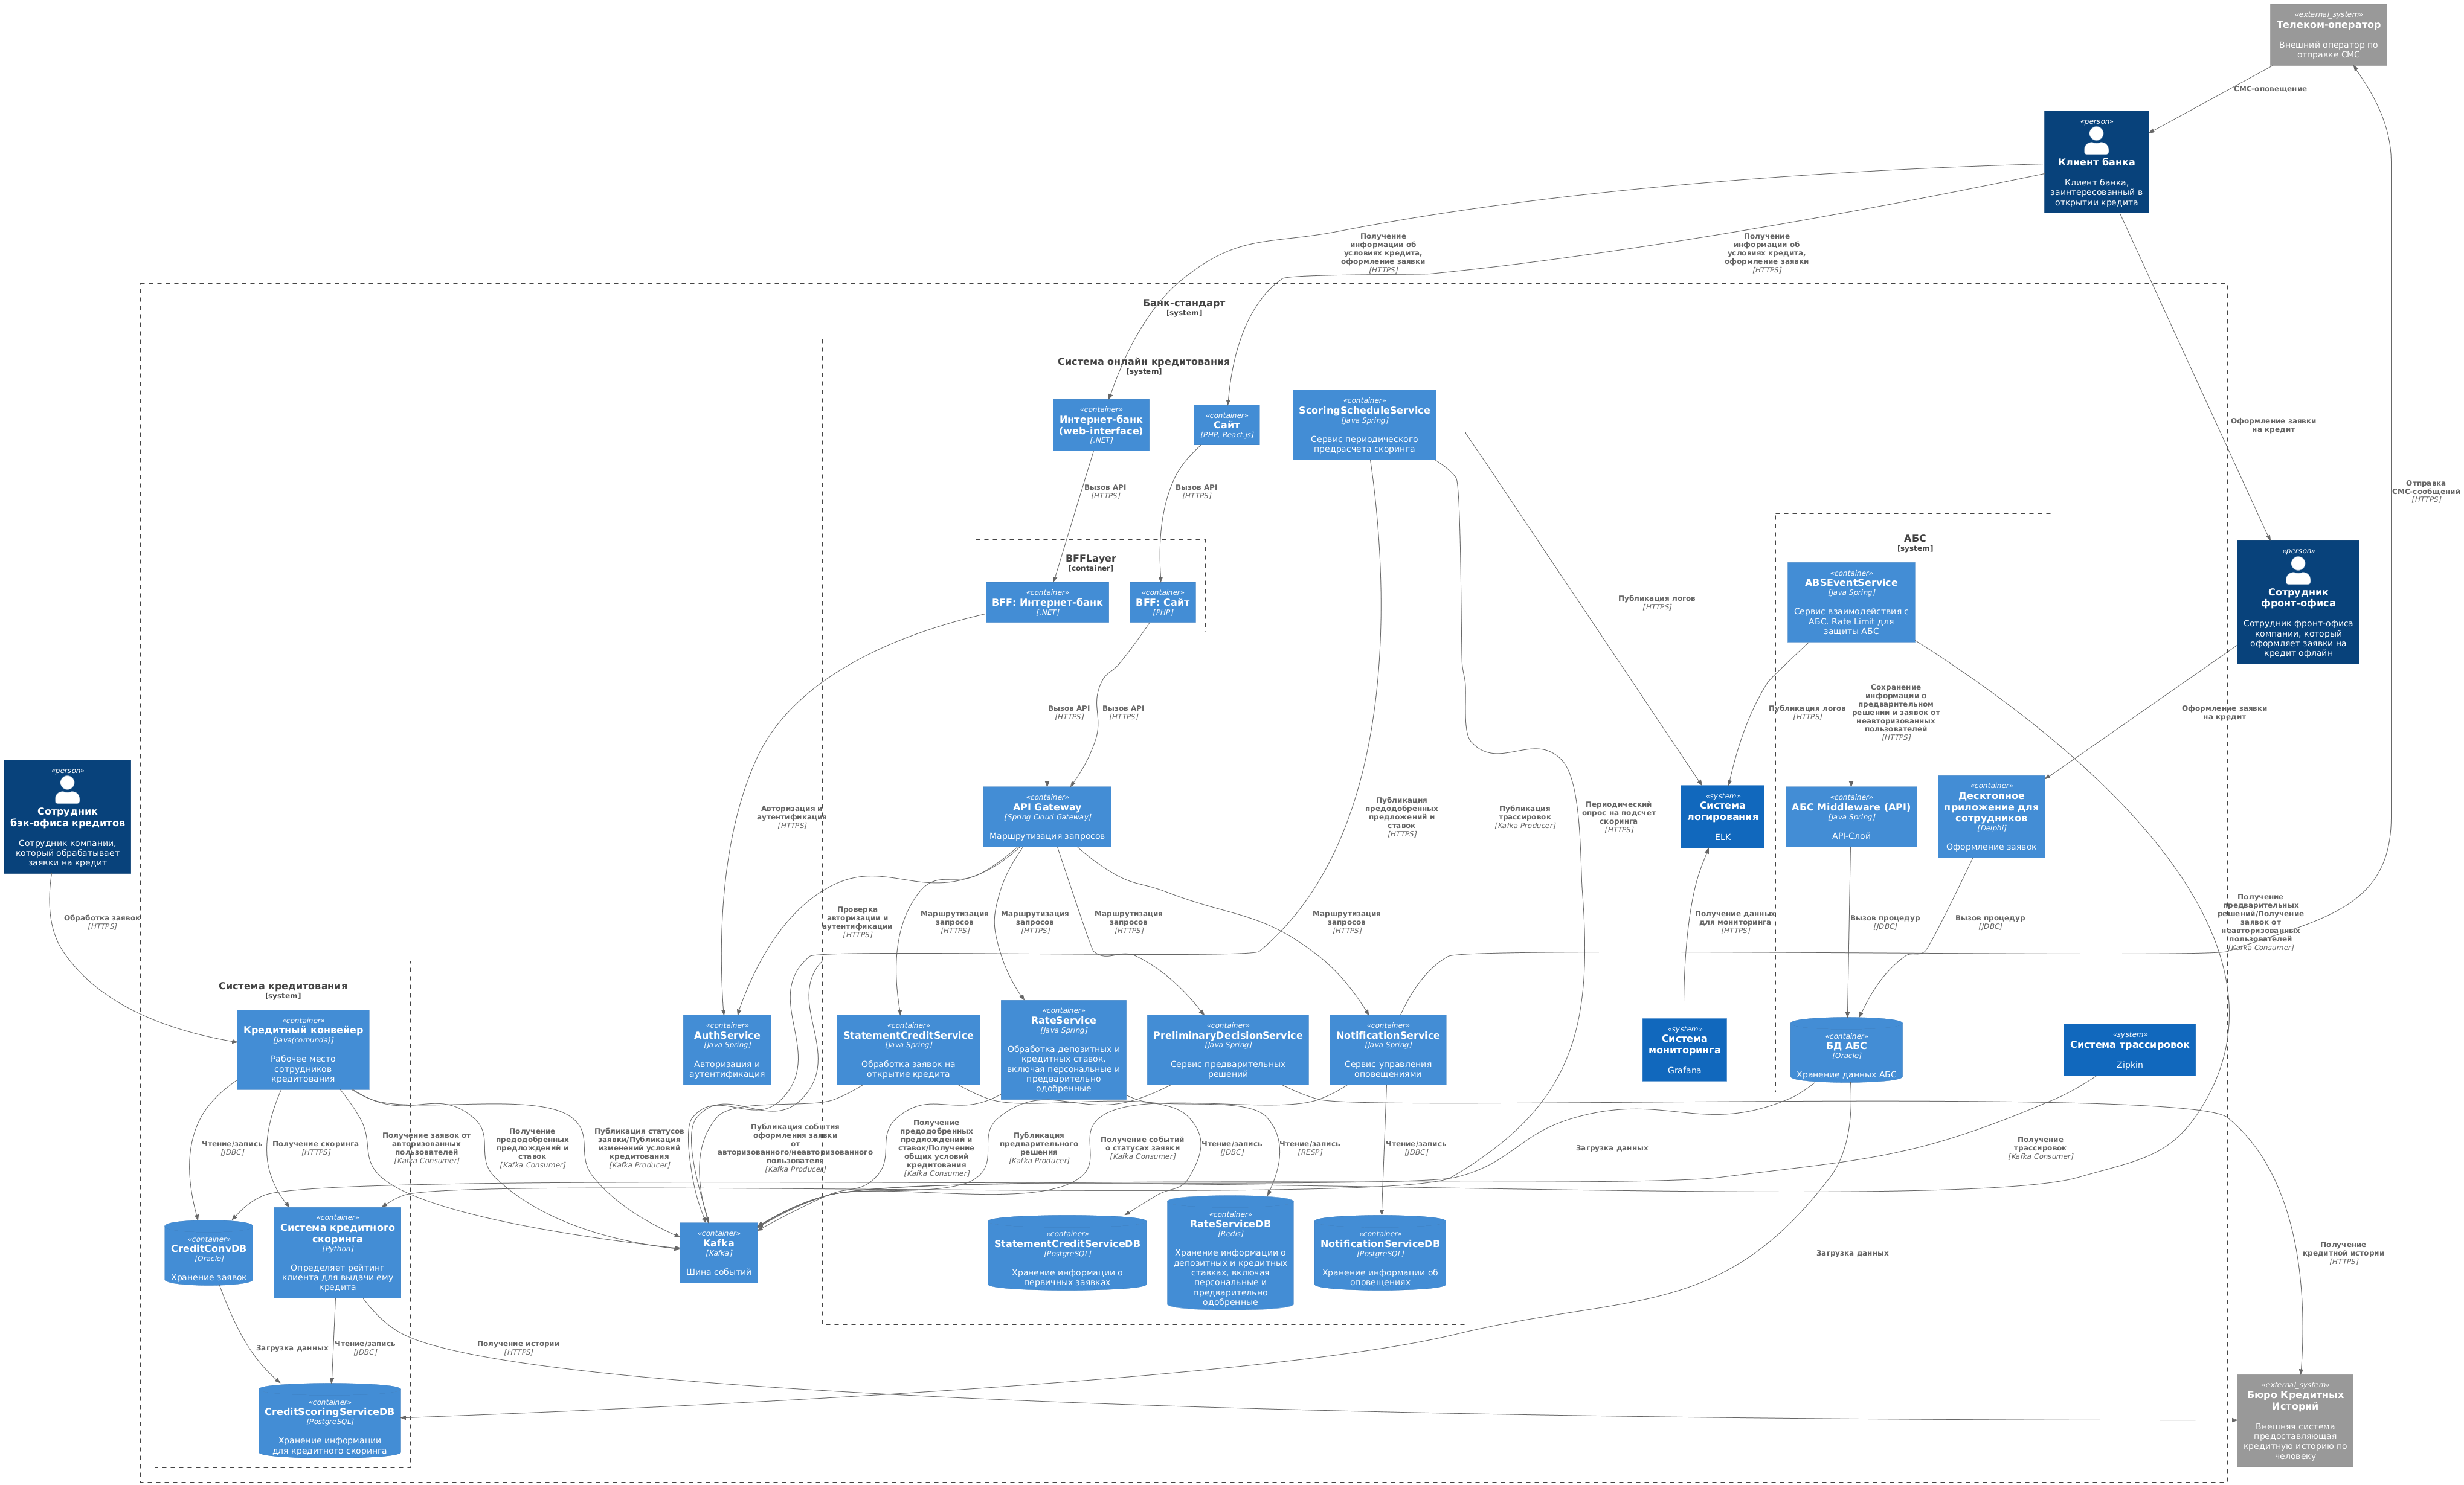 «external_system»
Телеком-оператор
Внешний оператор по
отправке СМС
СМС-оповещение
«person»
Клиент банка
Клиент банка,
заинтересованный в
открытии кредита
Получение
информации об
условиях кредита,
оформление заявки
[HTTPS]
Получение
информации об
условиях кредита,
оформление заявки
[HTTPS]
Банк-стандарт
[system]
Система онлайн кредитования
[system]
«container»
Интернет-банк
(web-interface)
[.NET]
«container»
Сайт
[PHP, React.js]
«container»
ScoringScheduleService
[Java Spring]
Сервис периодического
предрасчета скоринга
Оформление заявки
на кредит
Вызов API
[HTTPS]
Вызов API
[HTTPS]
Отправка
СМС-сообщений
[HTTPS]
BFFLayer
[container]
«container»
BFF: Интернет-банк
[.NET]
«container»
BFF: Сайт
[PHP]
Публикация логов
[HTTPS]
АБС
[system]
«container»
ABSEventService
[Java Spring]
Сервис взаимодействия с
АБС. Rate Limit для
защиты АБС
«person»
Сотрудник
фронт-офиса
Сотрудник фронт-офиса
компании, который
оформляет заявки на
кредит офлайн
Вызов API
[HTTPS]
Вызов API
[HTTPS]
Публикация логов
[HTTPS]
Сохранение
информации о
предварительном
решении и заявок от
неавторизованных
пользователей
[HTTPS]
Оформление заявки
на кредит
«person»
Сотрудник
бэк-офиса кредитов
Сотрудник компании,
который обрабатывает
заявки на кредит
Авторизация и
аутентификация
[HTTPS]
«container»
API Gateway
[Spring Cloud Gateway]
Маршрутизация запросов
Публикация
предодобренных
предложений и
ставок
[HTTPS]
Публикация
трассировок
[Kafka Producer]
Периодический
опрос на подсчет
скоринга
[HTTPS]
«system»
Система
логирования
ELK
«container»
АБС Middleware (API)
[Java Spring]
API-Слой
«container»
Десктопное
приложение для
сотрудников
[Delphi]
Оформление заявок
Обработка заявок
[HTTPS]
Проверка
авторизации и
аутентификации
[HTTPS]
Маршрутизация
запросов
[HTTPS]
Маршрутизация
запросов
[HTTPS]
Маршрутизация
запросов
[HTTPS]
Маршрутизация
запросов
[HTTPS]
Получение данных
для мониторинга
[HTTPS]
Вызов процедур
[JDBC]
Вызов процедур
[JDBC]
Получение
предварительных
решений/Получение
заявок от
неавторизованных
пользователей
[Kafka Consumer]
Система кредитования
[system]
«container»
Кредитный конвейер
[Java(comunda)]
Рабочее место
сотрудников
кредитования
«container»
AuthService
[Java Spring]
Авторизация и
аутентификация
«container»
StatementCreditService
[Java Spring]
Обработка заявок на
открытие кредита
«container»
RateService
[Java Spring]
Обработка депозитных и
кредитных ставок,
включая персональные и
предварительно
одобренные
«container»
PreliminaryDecisionService
[Java Spring]
Сервис предварительных
решений
«container»
NotificationService
[Java Spring]
Сервис управления
оповещениями
«system»
Система
мониторинга
Grafana
«container»
БД АБС
[Oracle]
Хранение данных АБС
«system»
Система трассировок
Zipkin
Чтение/запись
[JDBC]
Получение скоринга
[HTTPS]
Получение заявок от
авторизованных
пользователей
[Kafka Consumer]
Получение
предодобренных
предложений и
ставок
[Kafka Consumer]
Публикация статусов
заявки/Публикация
изменений условий
кредитования
[Kafka Producer]
Публикация события
оформления заявки
от
авторизованного/неавторизованного
пользователя
[Kafka Producer]
Получение
предодобренных
предлождений и
ставок/Получение
общих условий
кредитования
[Kafka Consumer]
Публикация
предварительного
решения
[Kafka Producer]
Получение событий
о статусах заявки
[Kafka Consumer]
Чтение/запись
[JDBC]
Чтение/запись
[RESP]
Чтение/запись
[JDBC]
Загрузка данных
Получение
трассировок
[Kafka Consumer]
«container»
CreditConvDB
[Oracle]
Хранение заявок
«container»
Система кредитного
скоринга
[Python]
Определяет рейтинг
клиента для выдачи ему
кредита
«container»
Kafka
[Kafka]
Шина событий
«container»
StatementCreditServiceDB
[PostgreSQL]
Хранение информации о
первичных заявках
«container»
RateServiceDB
[Redis]
Хранение информации о
депозитных и кредитных
ставках, включая
персональные и
предварительно
одобренные
«container»
NotificationServiceDB
[PostgreSQL]
Хранение информации об
оповещениях
Загрузка данных
Получение
кредитной истории
[HTTPS]
Загрузка данных
Чтение/запись
[JDBC]
Получение истории
[HTTPS]
«container»
CreditScoringServiceDB
[PostgreSQL]
Хранение информации
для кредитного скоринга
«external_system»
Бюро Кредитных
Историй
Внешняя система
предоставляющая
кредитную историю по
человеку